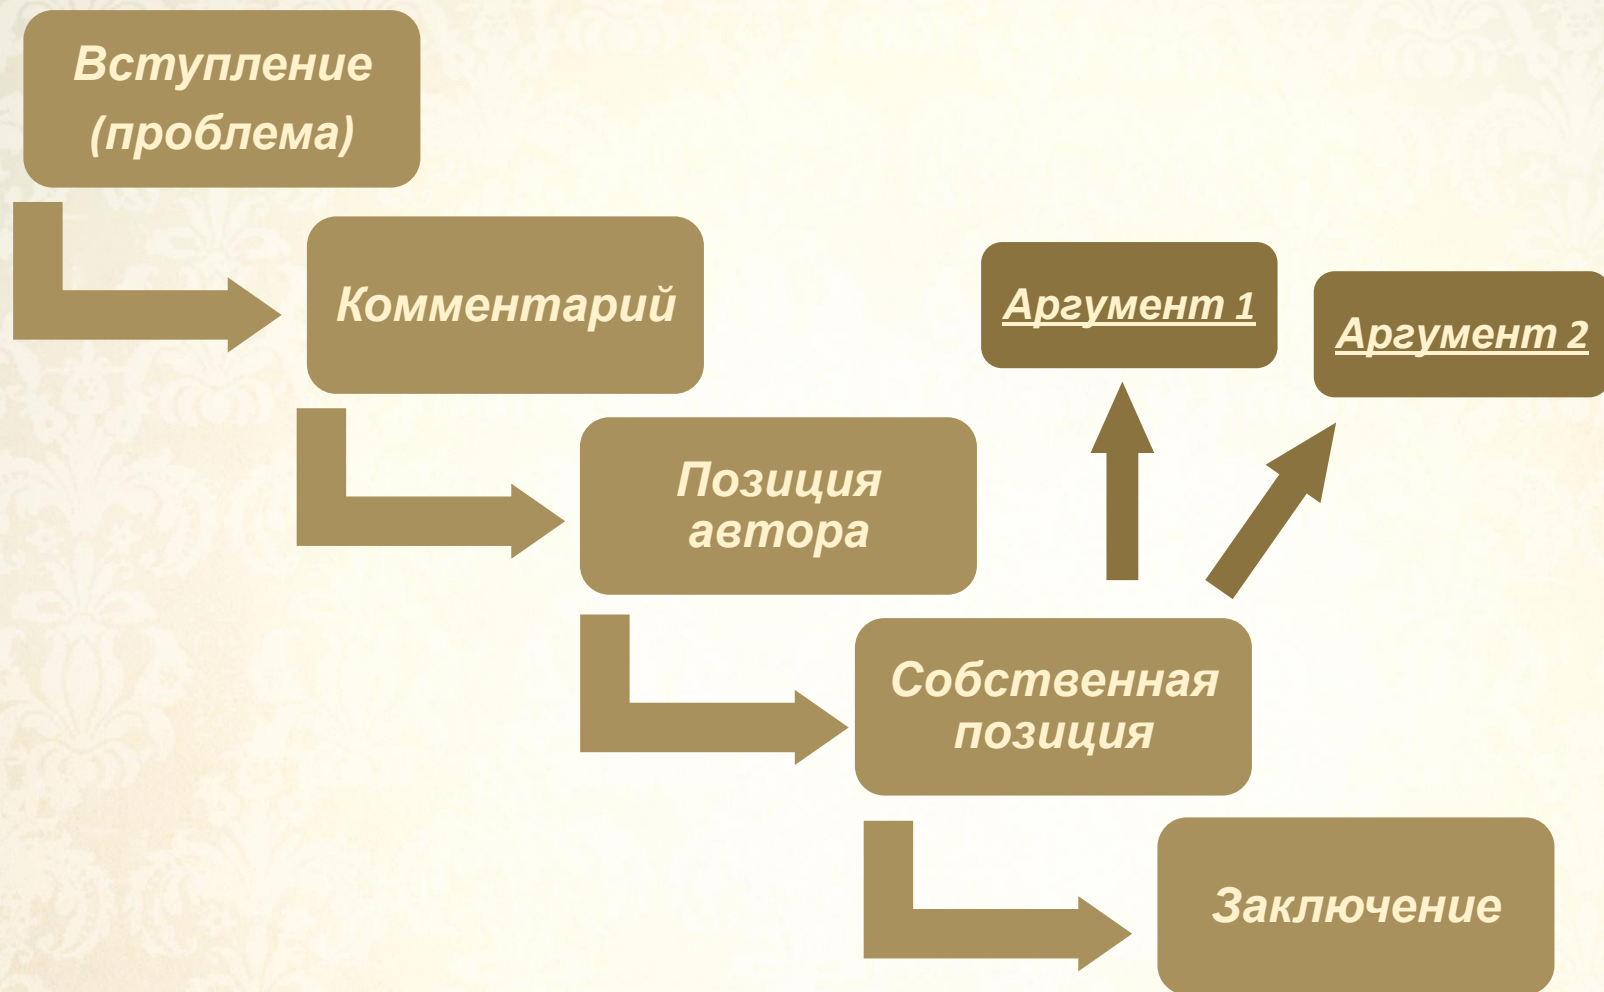 Вступление
(проблема)
Комментарий
Аргумент 1
Аргумент 2
Позиция
автора
Собственная
позиция
Заключение